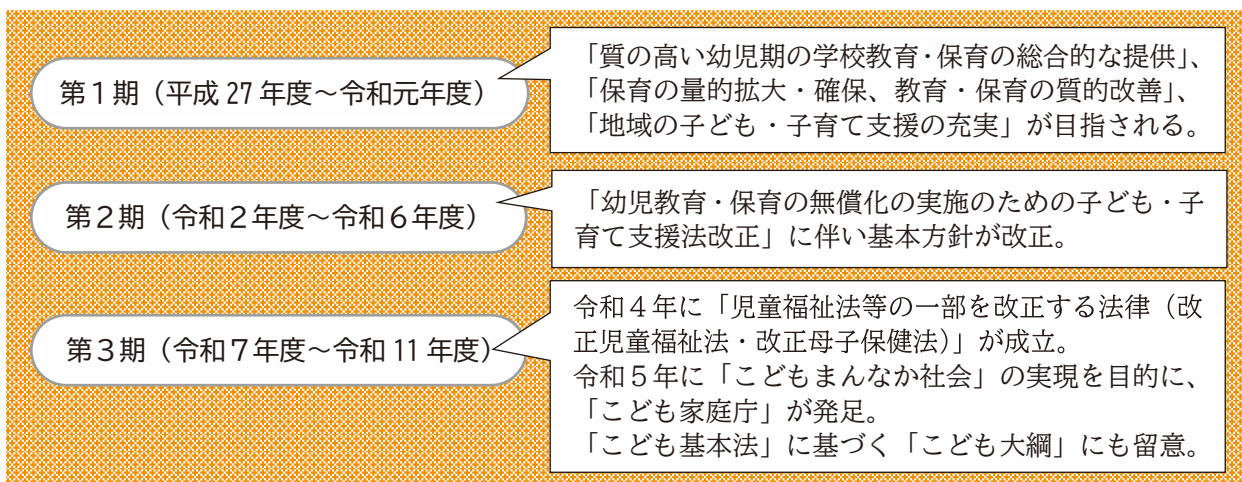 第1期（平成27年度～令和元年度）
「質の高い幼児期の学校教育・保育の総合的な提供」、
「保育の量的拡大・確保、教育・保育の質的改善」、
「地域の子ども・子育て支援の充実」が目指される。
第2期（令和2年度～令和6年度）
「幼児教育・保育の無償化の実施のための子ども・子
育て支援法改正」に伴い基本方針が改正。
第3期（令和7年度～令和11年度）
令和4年に「児童福祉法等の一部を改正する法律（改
正児童福祉法・改正母子保健法）」が成立。
令和5年に「こどもまんなか社会」の実現を目的に、
「こども家庭庁」が発足。
「こども基本法」に基づく「こども大綱」にも留意。